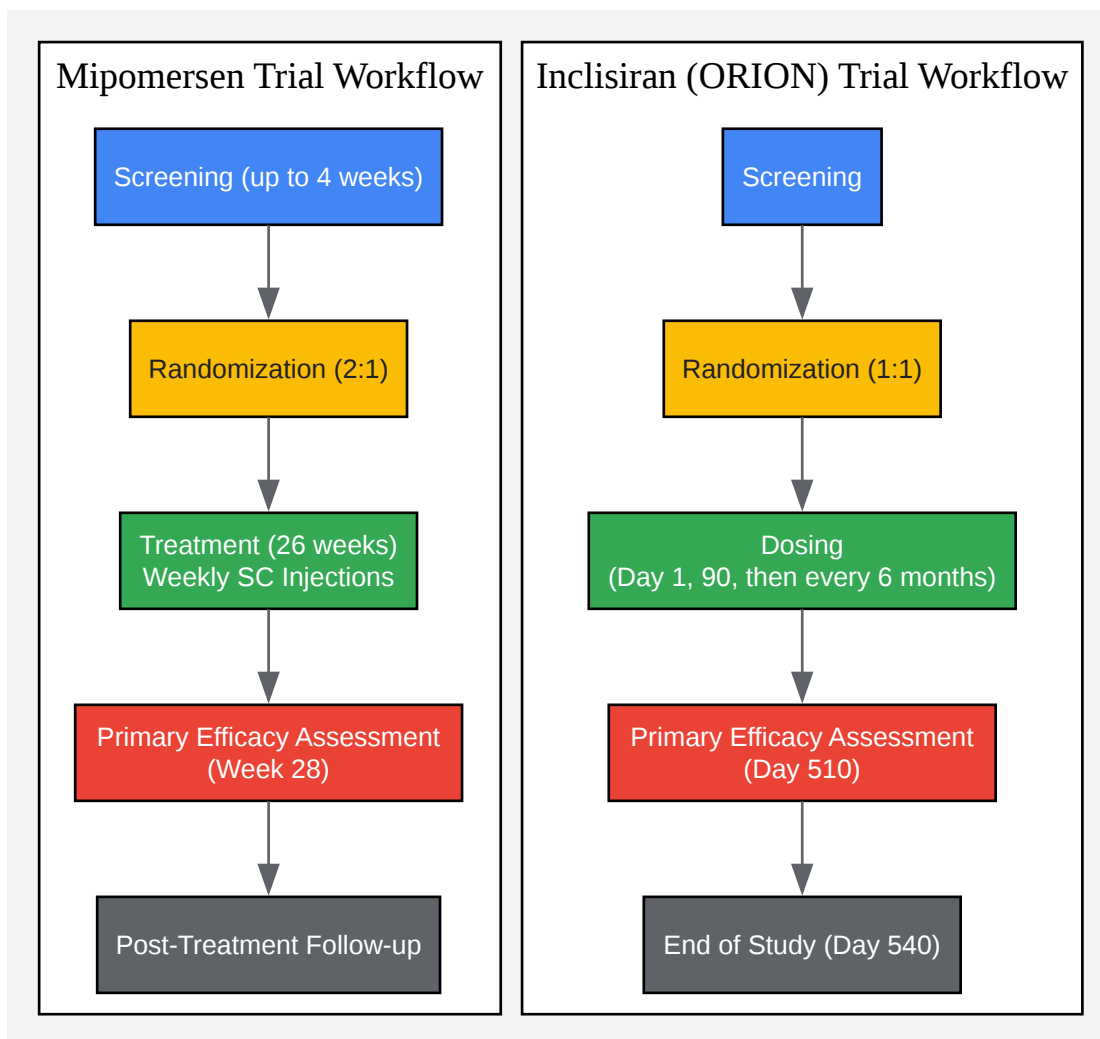 Mipomersen Trial Workflow
Screening (up to 4 weeks)
Randomization (2:1)
Treatment (26 weeks)
Weekly SC Injections
Primary Efficacy Assessment
(Week 28)
Post-Treatment Follow-up
Inclisiran (ORION) Trial Workflow
Screening
Randomization (1:1)
Dosing
(Day 1, 90, then every 6 months)
Primary Efficacy Assessment
(Day 510)
End of Study (Day 540)